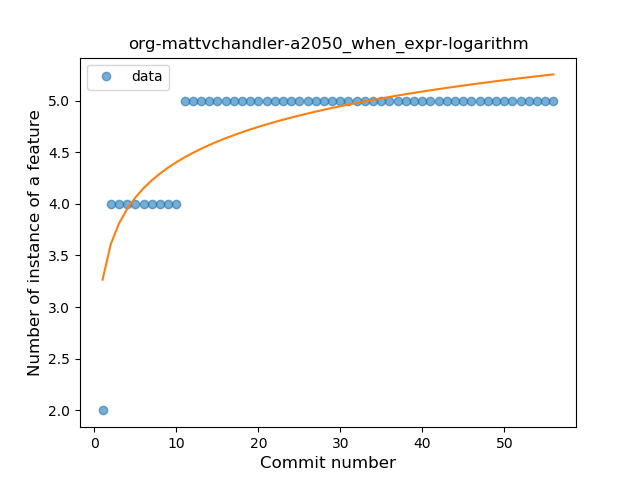 org-mattvchandler-a2050_when_expr-logarithm
data
Number of instance of a feature
5.0
4.5
4.0
3.5
3.0
2.5
2.0
0 10 20 30 40 50
Commit number